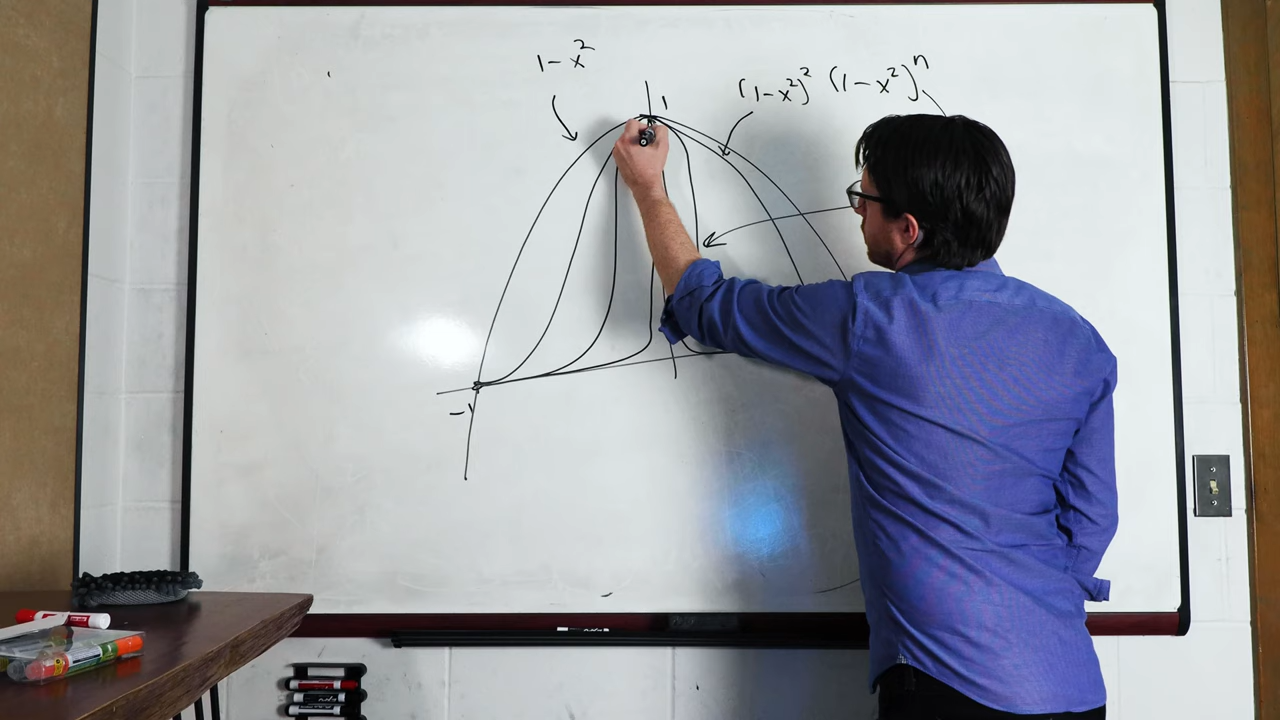 1-x²
(1-x²)² (1-x²)ⁿ
1
-1